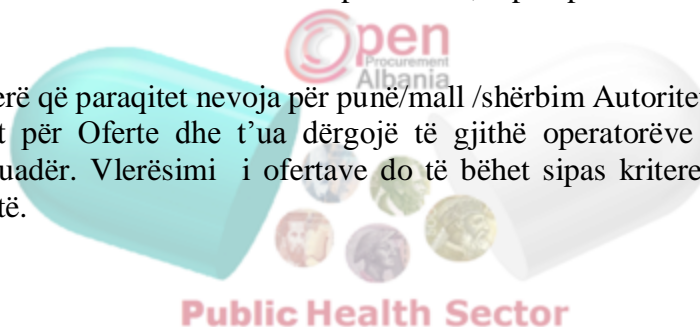 Open
Procurement
Albania
erë që paraqitet nevoja për punë/mall /shërbim Autoritet
t për Oferte dhe t’ua dërgojë të gjithë operatorëve
uadër. Vlerësimi i ofertave do të bëhet sipas kritere
të.
Public Health Sector